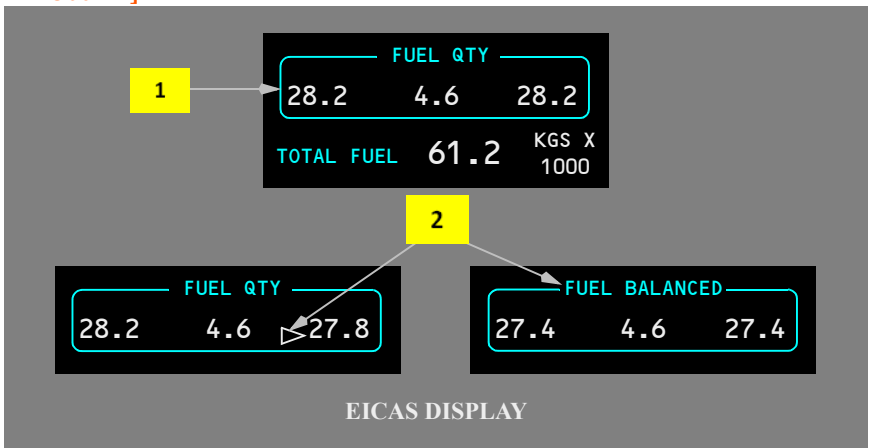 FUEL QTY
1
28.2 4.6 28.2
TOTAL FUEL 61.2 KGS X
1000
2
FUEL QTY
28.2 4.6 27.8
FUEL BALANCED
27.4 4.6 27.4
EICAS DISPLAY